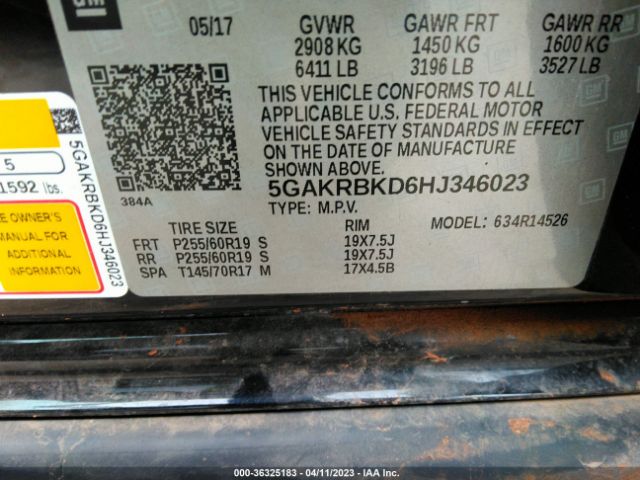 GM
05/17 GVWR GAWR FRT GAWR RR
2908 KG 1450 KG 1600 KG
6411 LB 3196 LB 3527 LB
THIS VEHICLE CONFORMS TO ALL
APPLICABLE U.S. FEDERAL MOTOR
VEHICLE SAFETY STANDARDS IN EFFECT
ON THE DATE OF MANUFACTURE
SHOWN ABOVE.
5GAKRBKD6HJ346023
384A
TYPE: M.P.V. MODEL: 634R14526
TIRE SIZE RIM
FRT P255/60R19 S 19X7.5J
RR P255/60R19 S 19X7.5J
SPA T145/70R17 M 17X4.5B
5
1592 lbs.
OWNER'S
MANUAL FOR
ADDITIONAL
INFORMATION
5GAKRBKD6HJ346023
000-36325183 - 04/11/2023 - IAA Inc.